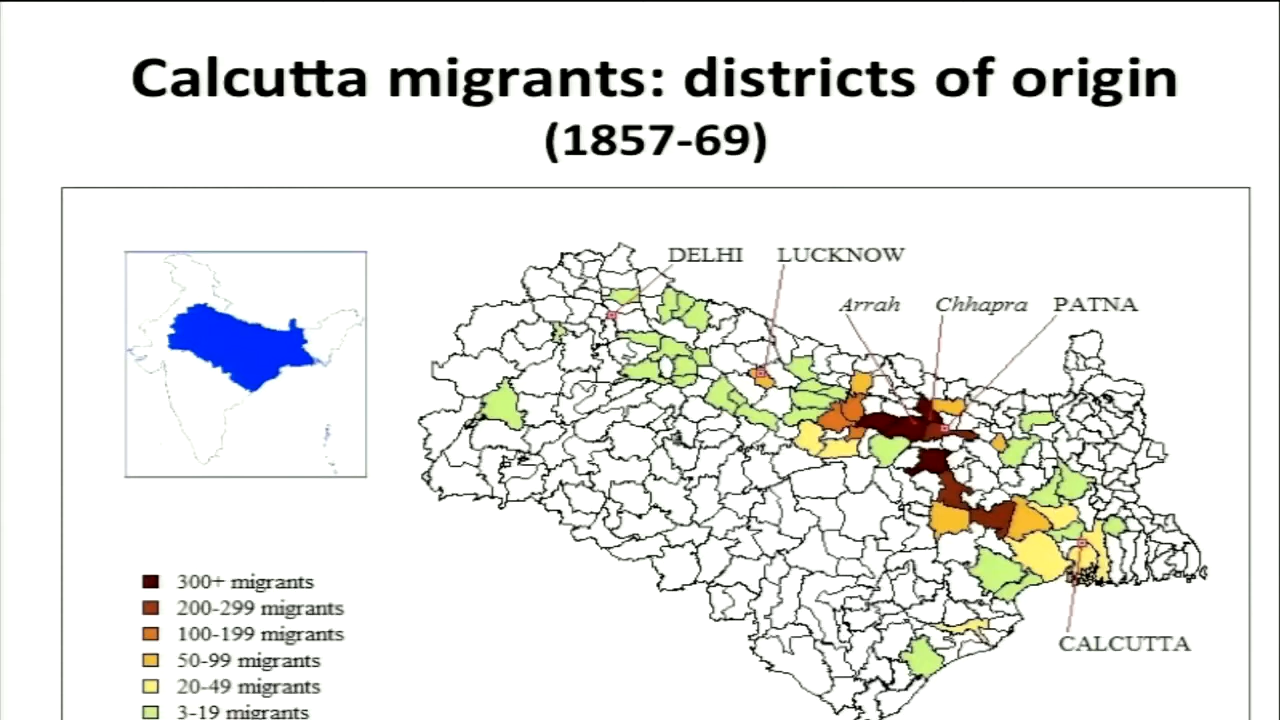 Calcutta migrants: districts of origin
(1857-69)
DELHI
LUCKNOW
Arrah
Chhapra
PATNA
CALCUTTA
300+ migrants
200-299 migrants
100-199 migrants
50-99 migrants
20-49 migrants
3-19 migrants